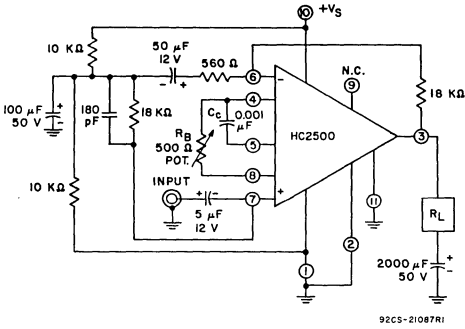 10 +VS
10 KΩ
50 µF
12 V
560 Ω
- +
6 -
N.C.
9
18 KΩ
100 µF
50 V
+
-
180
pF
18 KΩ
4
CC
0.001
µF
RB
500 Ω
POT.
5
HC2500
3
8
10 KΩ
INPUT
+ -
7 +
5 µF
12 V
11
RL
1
2
2000 µF
50 V
+
-
92CS-21087R1